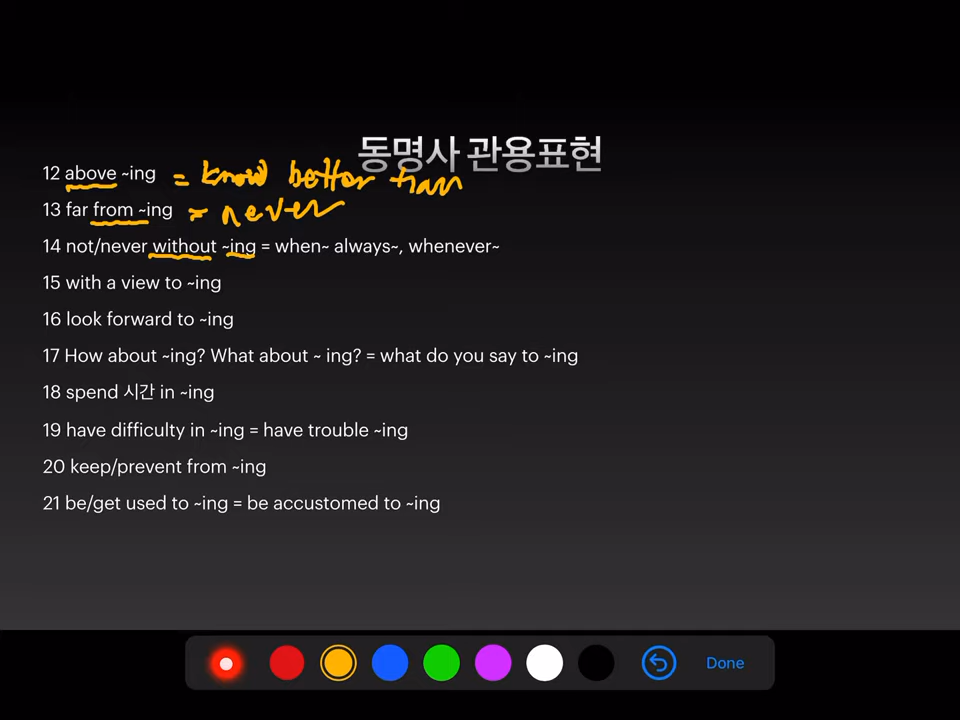 동명사 관용표현
12 above ~ing = know better than
13 far from ~ing = never
14 not/never without ~ing = when~ always~, whenever~
15 with a view to ~ing
16 look forward to ~ing
17 How about ~ing? What about ~ ing? = what do you say to ~ing
18 spend 시간 in ~ing
19 have difficulty in ~ing = have trouble ~ing
20 keep/prevent from ~ing
21 be/get used to ~ing = be accustomed to ~ing
Done